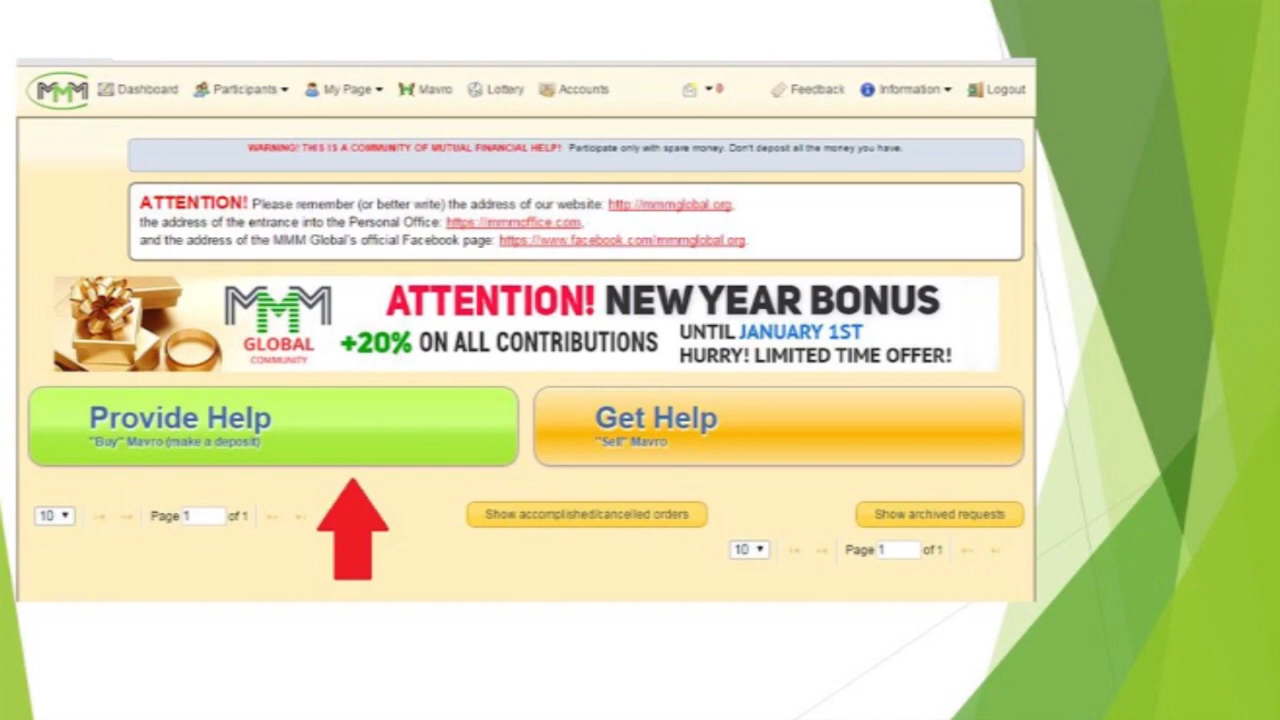 MMM Dashboard Participants My Page Mavro Lottery Accounts 0 Feedback Information Logout
WARNING! THIS IS A COMMUNITY OF MUTUAL FINANCIAL HELP! Participate only with spare money. Don't deposit all the money you have.
ATTENTION! Please remember (or better write) the address of our website: http://mmmglobal.org,
the address of the entrance into the Personal Office: https://mmmoffice.com,
and the address of the MMM Global's official Facebook page: https://www.facebook.com/mmmglobal.org
MMM
GLOBAL
COMMUNITY
ATTENTION! NEW YEAR BONUS
+20% ON ALL CONTRIBUTIONS
UNTIL JANUARY 1ST
HURRY! LIMITED TIME OFFER!
Provide Help
"Buy" Mavro (make a deposit)
Get Help
"Sell" Mavro
10 Page 1 of 1
Show accomplished/cancelled orders
Show archived requests
10 Page 1 of 1